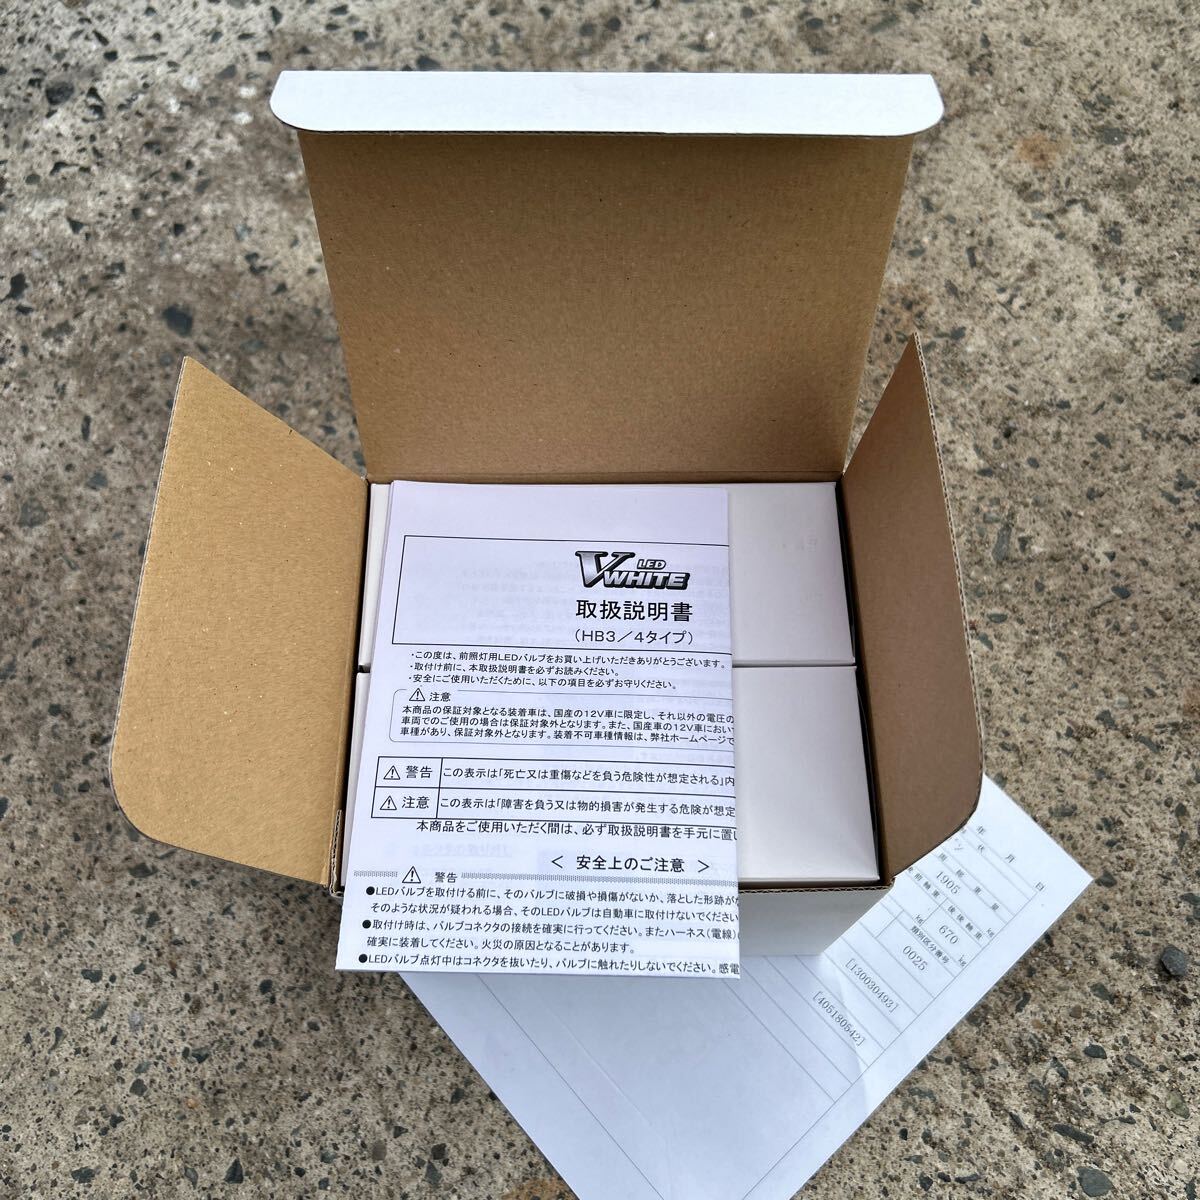 V LED WHITE
取扱説明書
(HB3/4タイプ)
・この度は、前照灯用LEDバルブをお買い上げいただきありがとうございます。
・取付け前に、本取扱説明書を必ずお読みください。
・安全にご使用いただくために、以下の項目を必ずお守りください。
⚠ 注意
本商品の保証対象となる装着車は、国産の12V車に限定し、それ以外の電圧の
車両でのご使用の場合は保証対象外となります。また、国産車の12V車におい
車種があり、保証対象外となります。装着不可車種情報は、弊社ホームページで
⚠ 警告 この表示は「死亡又は重傷などを負う危険性が想定される」内
⚠ 注意 この表示は「障害を負う又は物的損害が発生する危険が想定
本商品をご使用いただく間は、必ず取扱説明書を手元に置し
＜ 安全上のご注意 ＞
⚠ 警告
●LEDバルブを取付ける前に、そのバルブに破損や損傷がないか、落とした形跡が
そのような状況が疑われる場合、そのLEDバルブは自動車に取付けないでください
●取付け時は、バルブコネクタの接続を確実に行ってください。またハーネス(電線)
確実に装着してください。火災の原因となることがあります。
●LEDバルブ点灯中はコネクタを抜いたり、バルブに触れたりしないでください。感電
年 月 日
1905
kg
670
kg
類別区分番号
0025
[130030493]
[405180542]